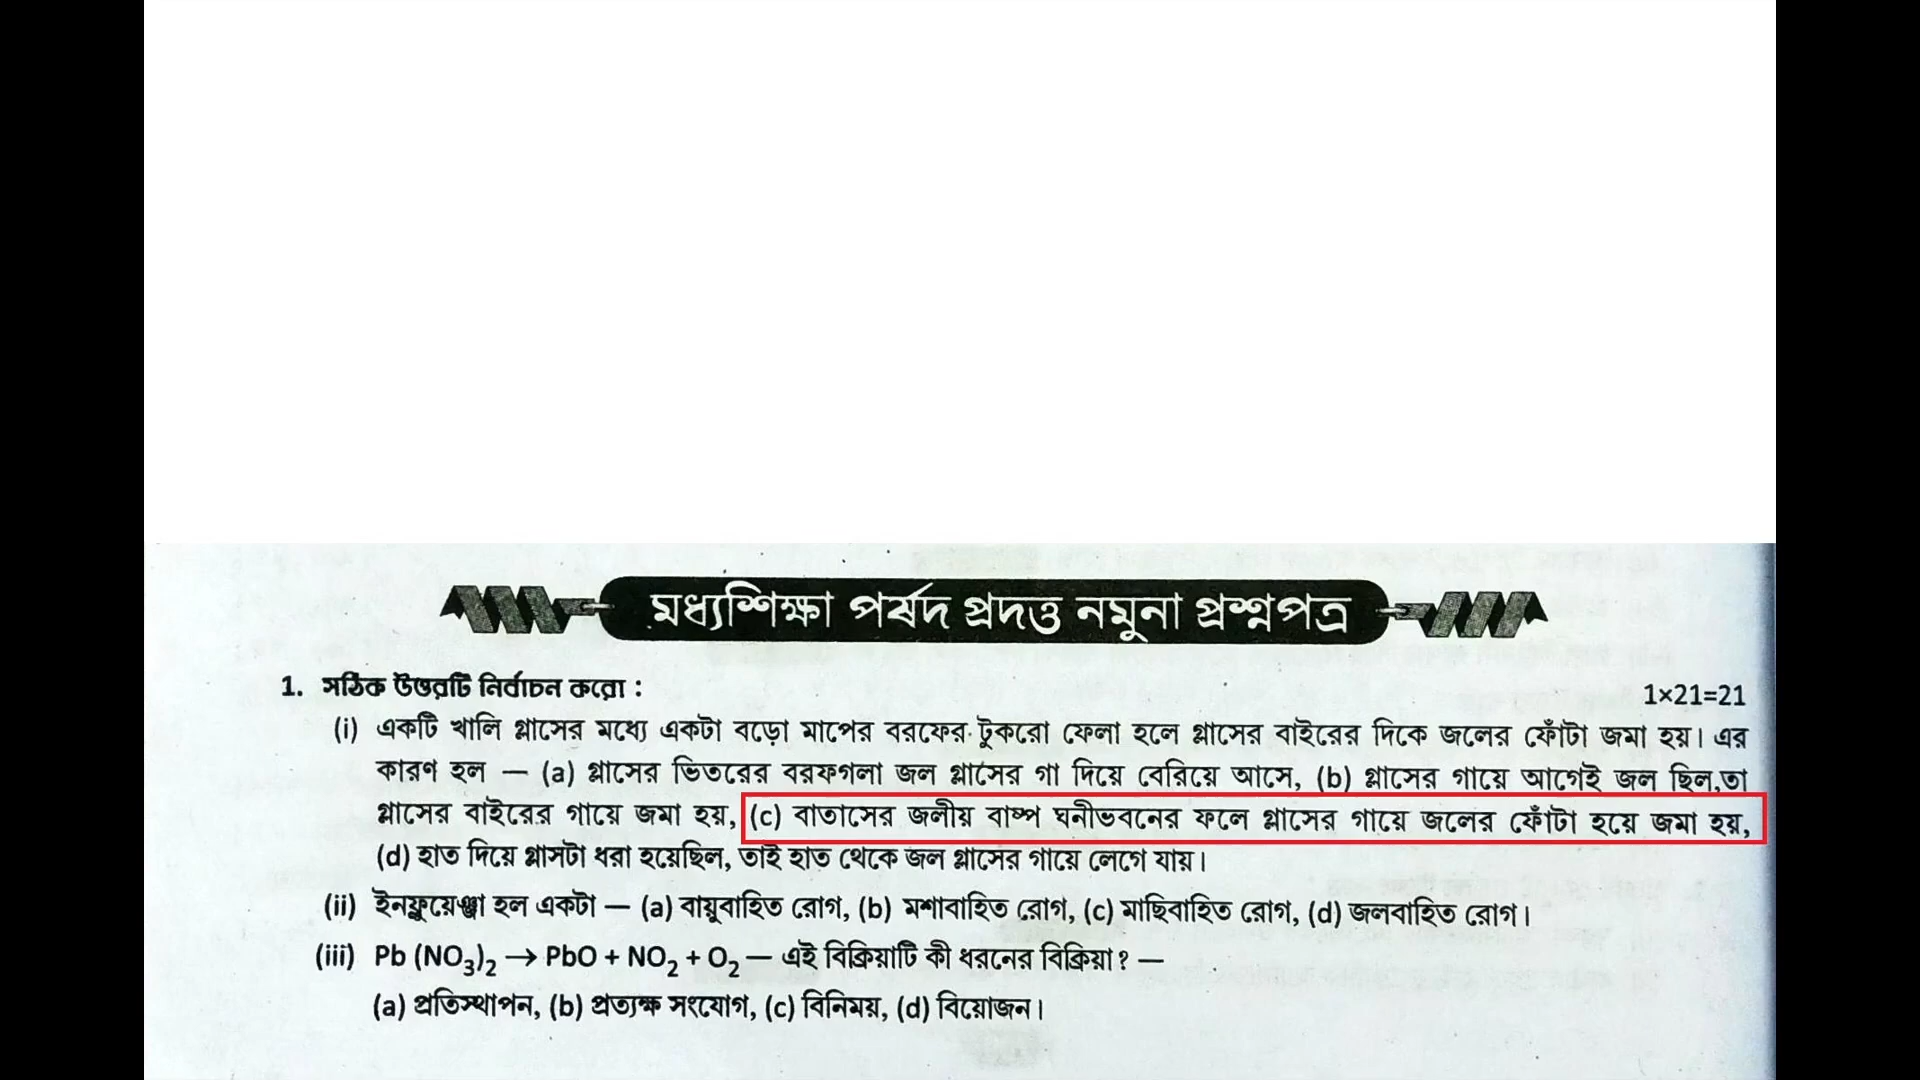 মধ্যশিক্ষা পর্ষদ প্রদত্ত নমুনা প্রশ্নপত্র
1. সঠিক উত্তরটি নির্বাচন করো : 1×21=21
(i) একটি খালি গ্লাসের মধ্যে একটা বড়ো মাপের বরফের টুকরো ফেলা হলে গ্লাসের বাইরের দিকে জলের ফোঁটা জমা হয়। এর
কারণ হল — (a) গ্লাসের ভিতরের বরফগলা জল গ্লাসের গা দিয়ে বেরিয়ে আসে, (b) গ্লাসের গায়ে আগেই জল ছিল,তা
গ্লাসের বাইরের গায়ে জমা হয়, (c) বাতাসের জলীয় বাষ্প ঘনীভবনের ফলে গ্লাসের গায়ে জলের ফোঁটা হয়ে জমা হয়,
(d) হাত দিয়ে গ্লাসটা ধরা হয়েছিল, তাই হাত থেকে জল গ্লাসের গায়ে লেগে যায়।
(ii) ইনফ্লুয়েঞ্জা হল একটা — (a) বায়ুবাহিত রোগ, (b) মশাবাহিত রোগ, (c) মাছিবাহিত রোগ, (d) জলবাহিত রোগ।
(iii) Pb (NO₃)₂ → PbO + NO₂ + O₂ — এই বিক্রিয়াটি কী ধরনের বিক্রিয়া? —
(a) প্রতিস্থাপন, (b) প্রত্যক্ষ সংযোগ, (c) বিনিময়, (d) বিয়োজন।